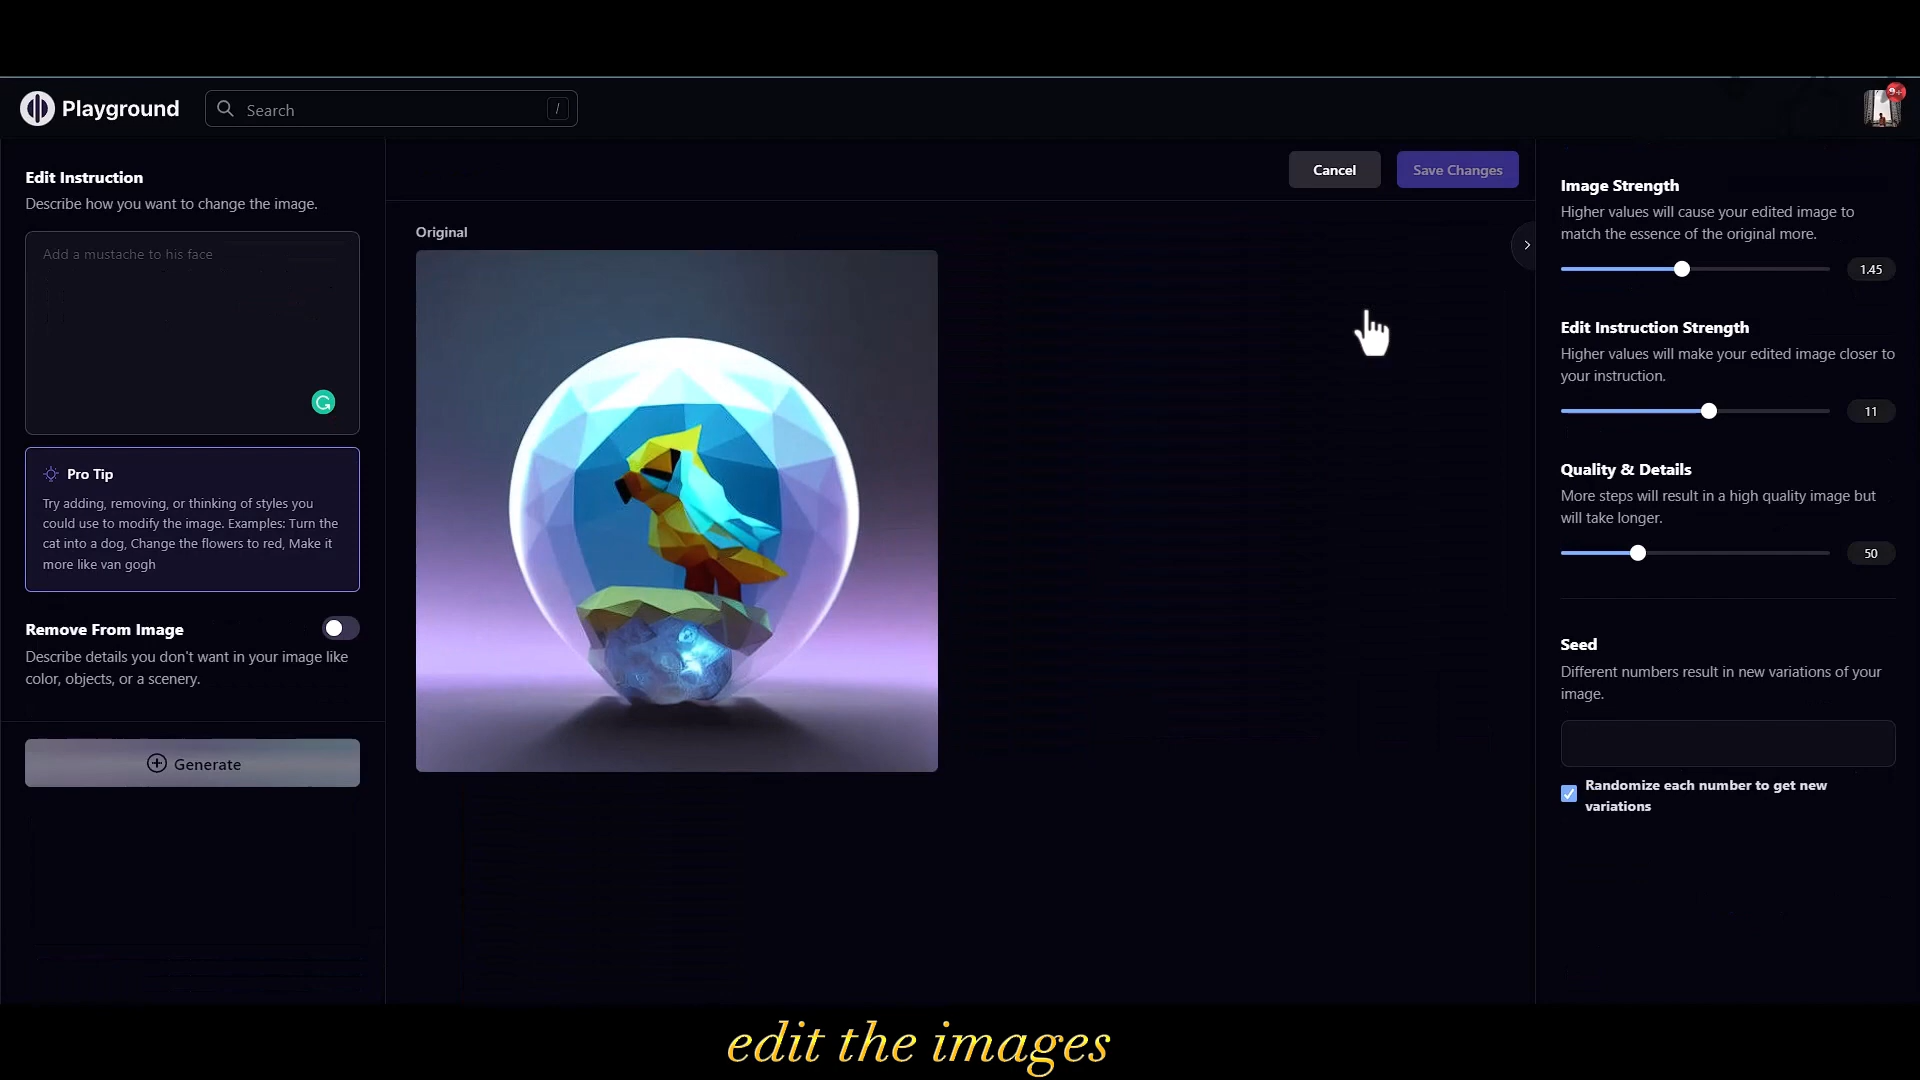 Playground
Search /
9+
Edit Instruction
Describe how you want to change the image.
Add a mustache to his face
Pro Tip
Try adding, removing, or thinking of styles you
could use to modify the image. Examples: Turn the
cat into a dog, Change the flowers to red, Make it
more like van gogh
Remove From Image
Describe details you don't want in your image like
color, objects, or a scenery.
Generate
Cancel
Save Changes
Original
Image Strength
Higher values will cause your edited image to
match the essence of the original more.
1.45
Edit Instruction Strength
Higher values will make your edited image closer to
your instruction.
11
Quality & Details
More steps will result in a high quality image but
will take longer.
50
Seed
Different numbers result in new variations of your
image.
Randomize each number to get new
variations
edit the images